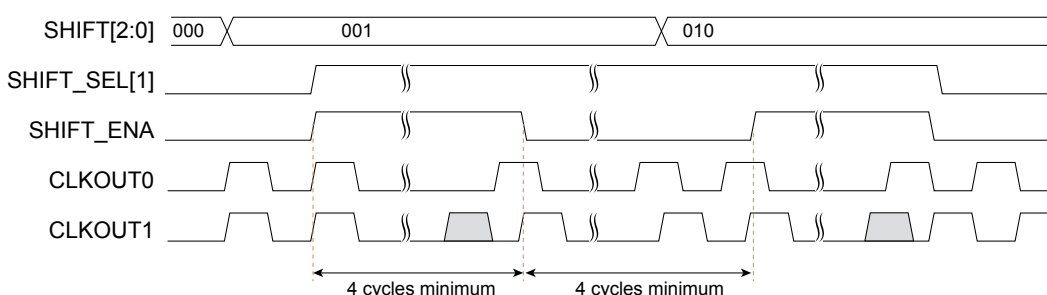 SHIFT[2:0] 000 001 010
SHIFT_SEL[1]
SHIFT_ENA
CLKOUT0
CLKOUT1
4 cycles minimum 4 cycles minimum